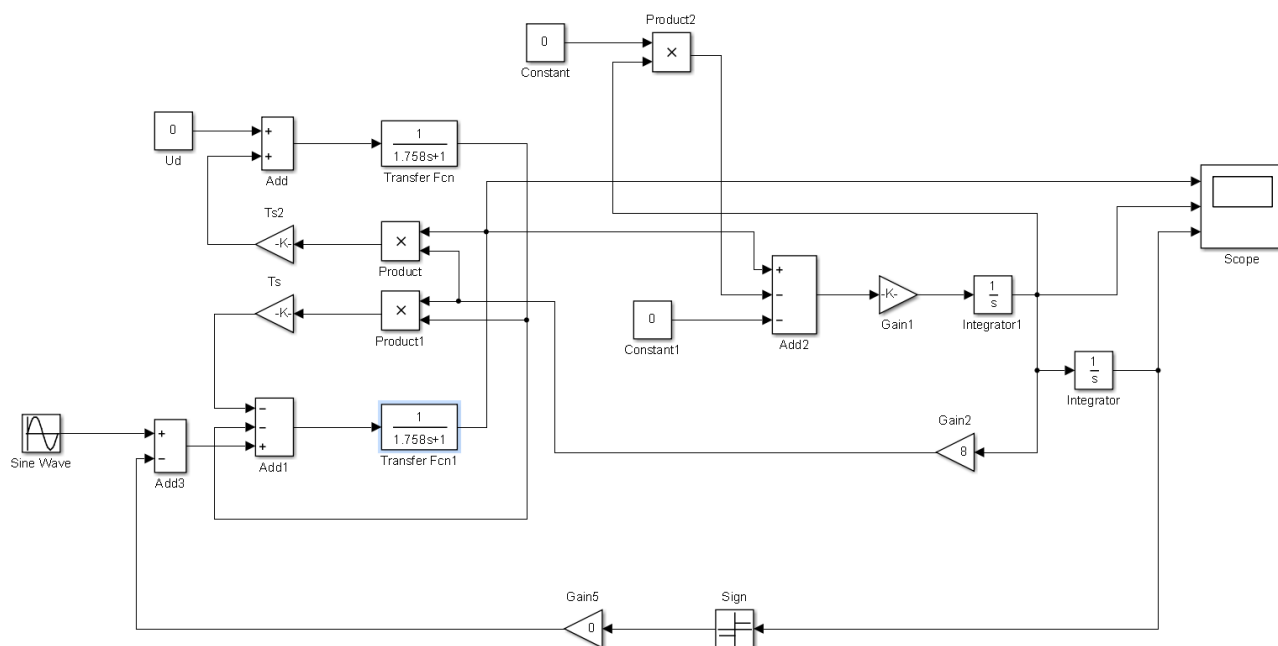 Product2
0
Constant
×
0
Ud
+
+
Add
1
1.758s+1
Transfer Fcn
Ts2
-K-
×
Product
Ts
-K-
×
Product1
0
Constant1
+
−
−
Add2
-K-
Gain1
1
s
Integrator1
Scope
1
s
Integrator
Gain2
8
Sine Wave
+
−
Add3
−
−
+
Add1
1
1.758s+1
Transfer Fcn1
Gain5
0
Sign